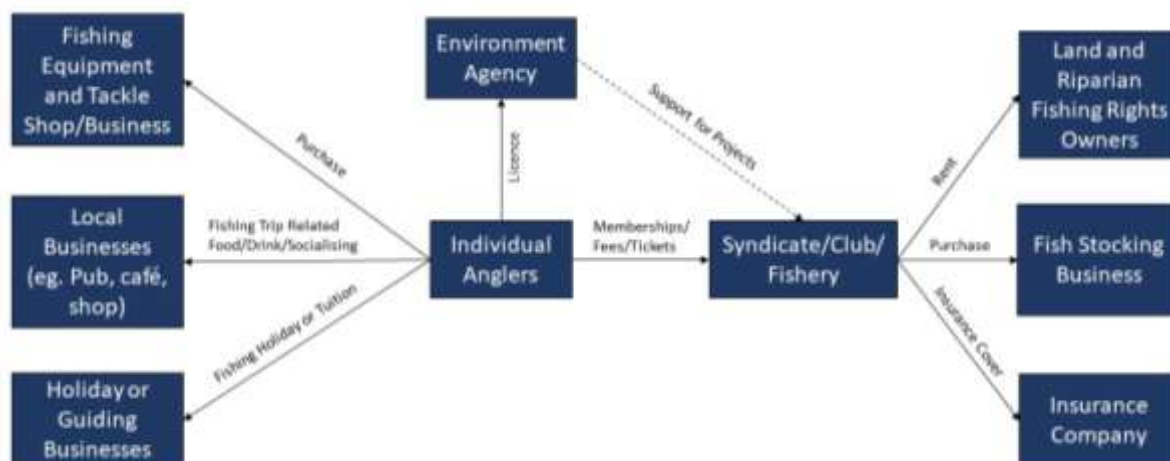 Fishing
Equipment
and Tackle
Shop/Business
Environment
Agency
Land and
Riparian
Fishing Rights
Owners
Purchase
Licence
Support for Projects
Rent
Local
Businesses
(eg. Pub, café,
shop)
Fishing Trip Related
Food/Drink/Socialising
Individual
Anglers
Memberships/
Fees/Tickets
Syndicate/Club/
Fishery
Purchase
Fish Stocking
Business
Fishing Holiday or Tuition
Insurance Cover
Holiday or
Guiding
Businesses
Insurance
Company